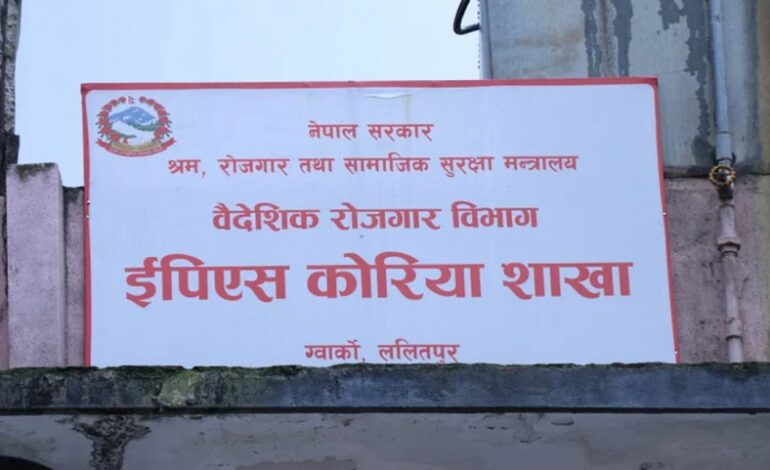 नेपाल सरकार
श्रम, रोजगार तथा सामाजिक सुरक्षा मन्त्रालय
वैदेशिक रोजगार विभाग
ईपिएस कोरिया शाखा
ग्वार्को, ललितपुर